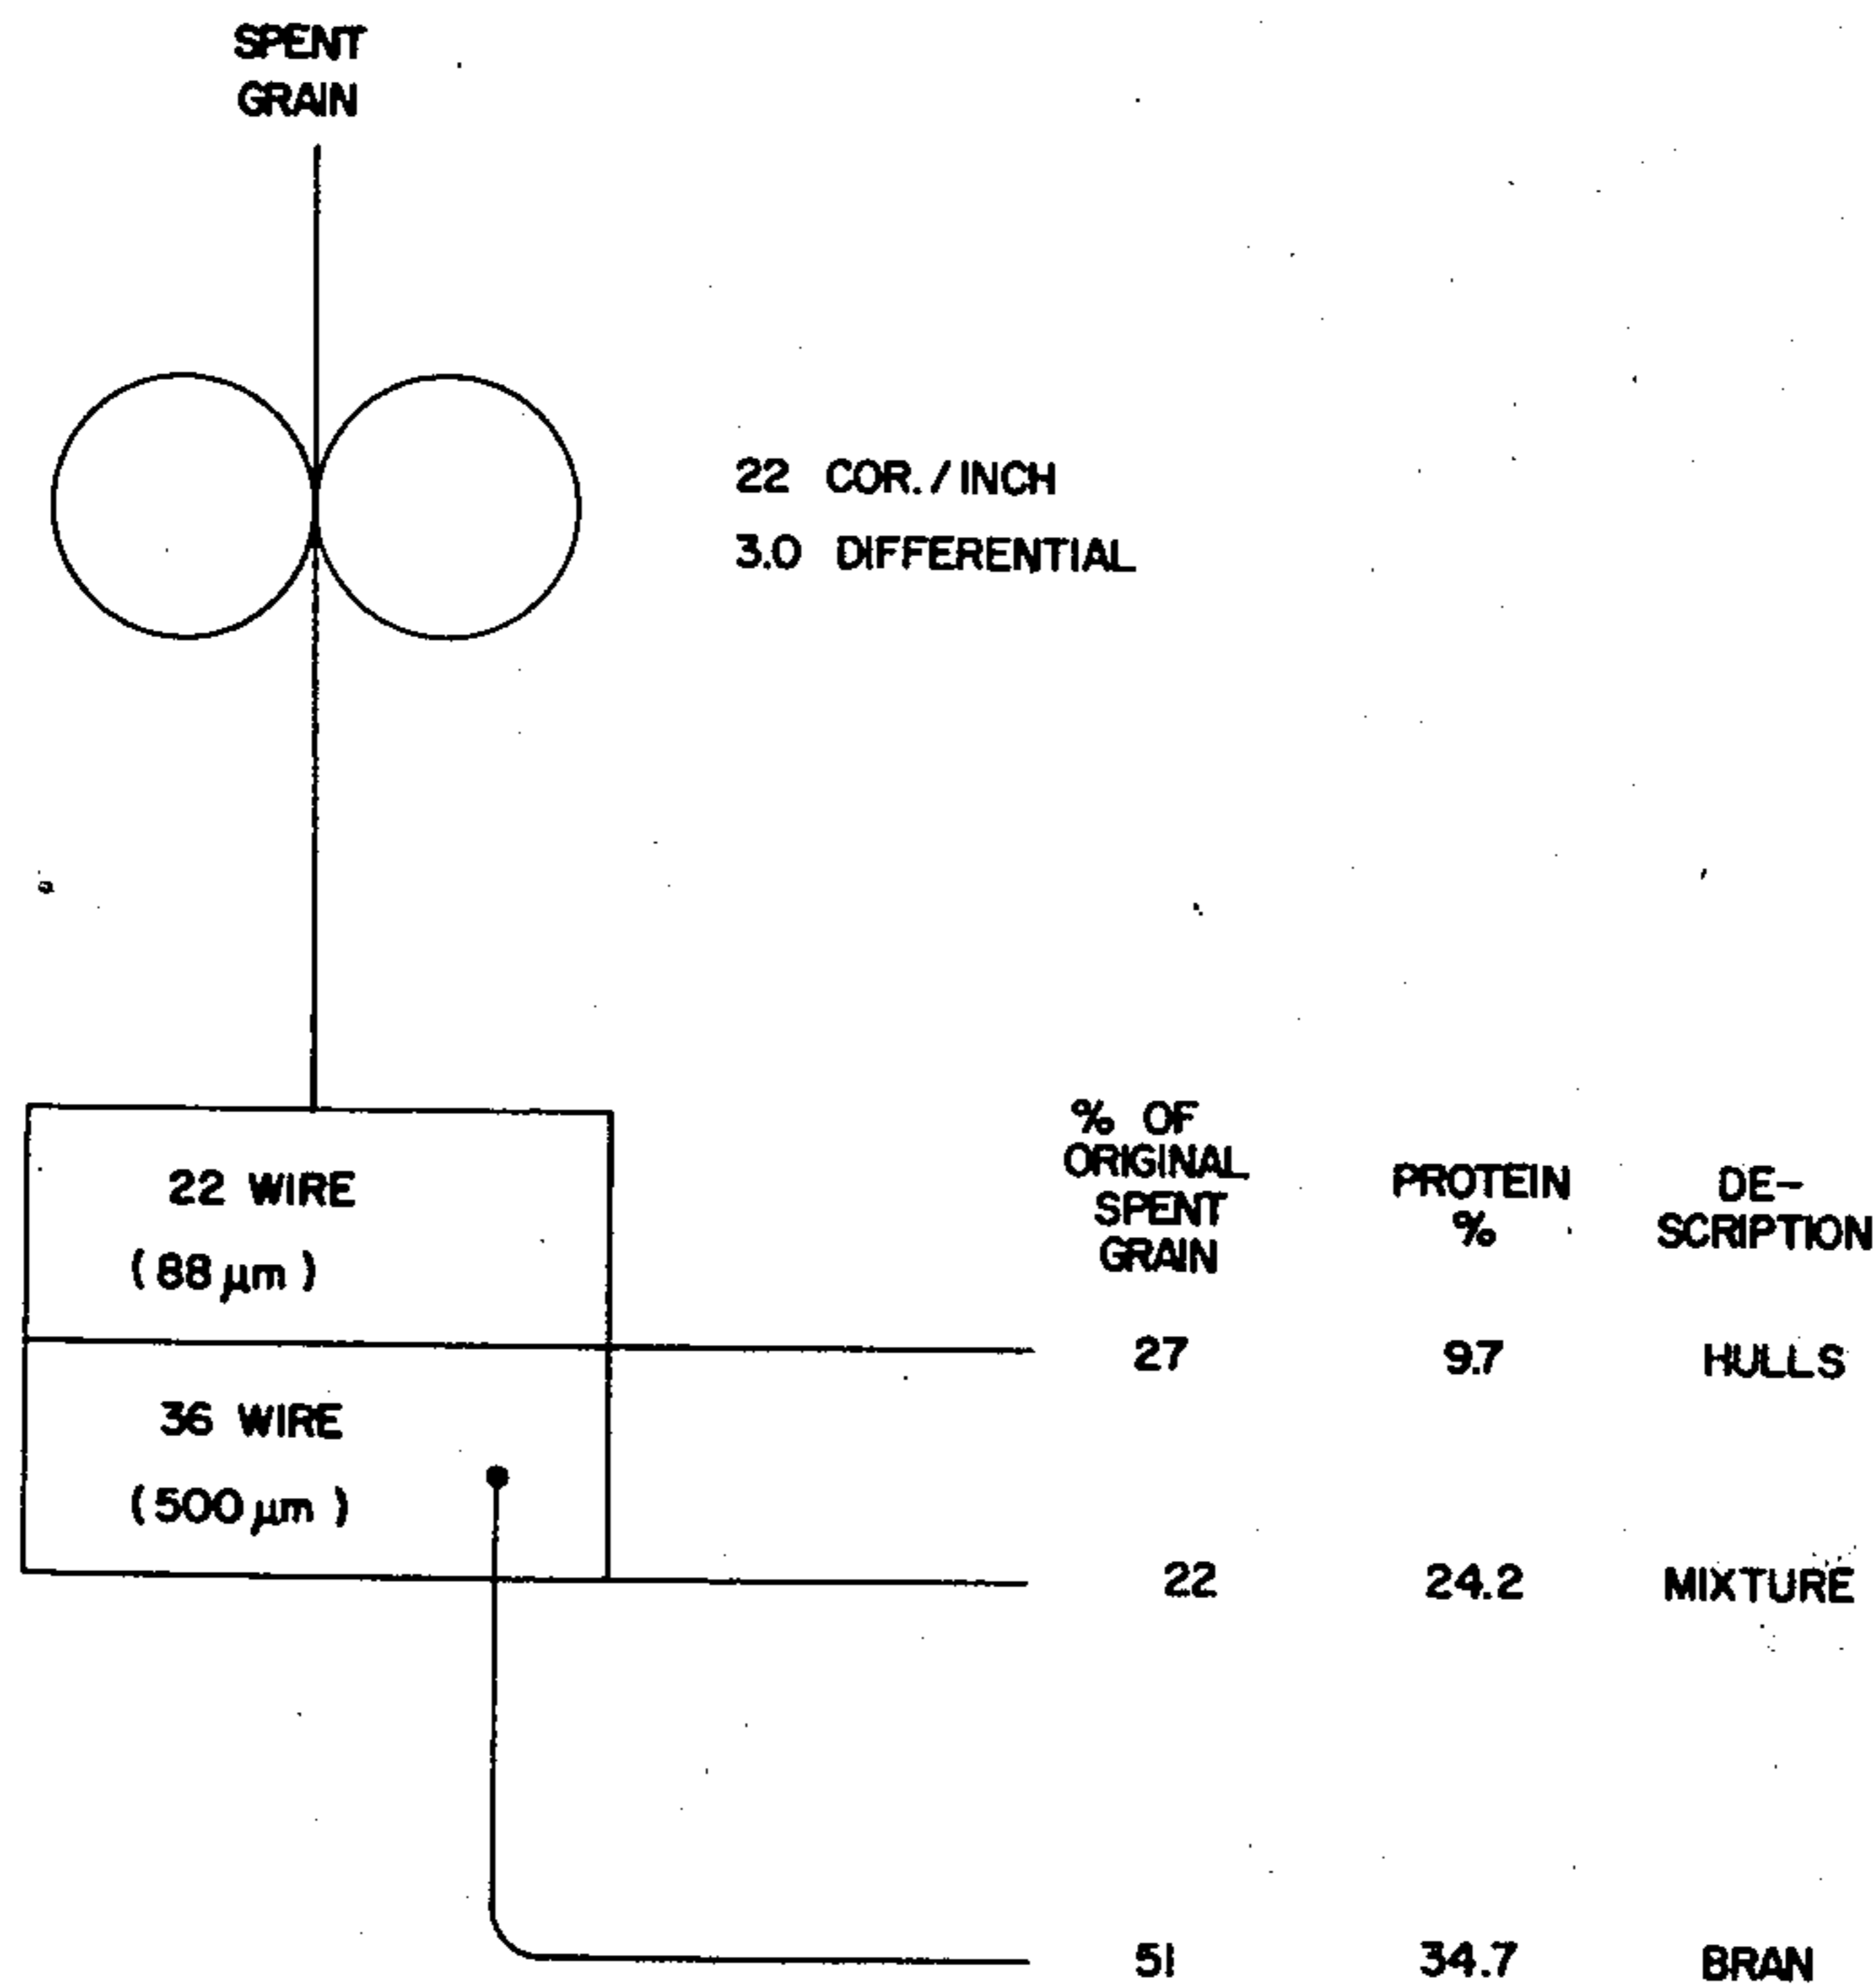 SPENT
GRAIN
22 COR./INCH
3.0 DIFFERENTIAL
22 WIRE
(88 µm)
36 WIRE
(500 µm)
% OF
ORIGINAL
SPENT
GRAIN
PROTEIN
%
DE-
SCRIPTION
27 9.7 HULLS
22 24.2 MIXTURE
51 34.7 BRAN